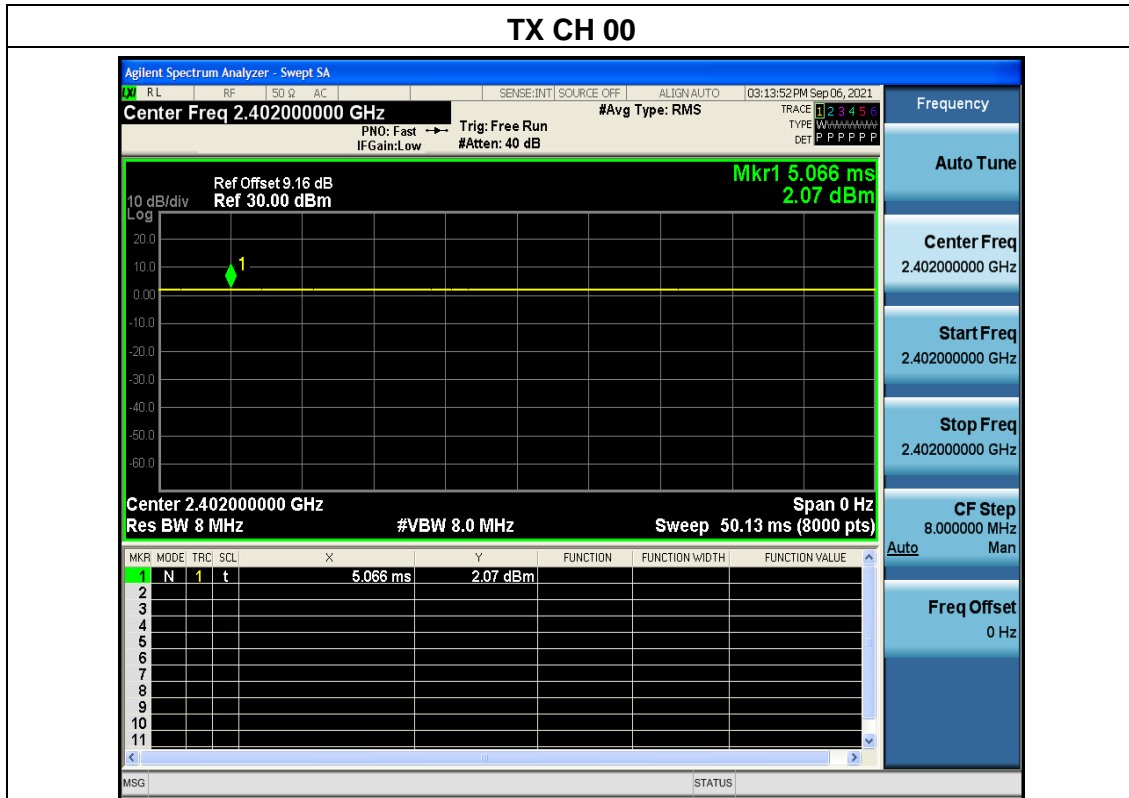 TX CH 00
Agilent Spectrum Analyzer - Swept SA
LXI RL RF 50 Ω AC SENSE:INT SOURCE OFF ALIGN AUTO 03:13:52 PM Sep 06, 2021
Center Freq 2.402000000 GHz #Avg Type: RMS TRACE 1 2 3 4 5 6
PNO: Fast Trig: Free Run TYPE WWWWWW
IFGain:Low #Atten: 40 dB DET P P P P P P
Mkr1 5.066 ms
Ref Offset 9.16 dB
2.07 dBm
10 dB/div Ref 30.00 dBm
Log
20.0
10.0
1
0.00
-10.0
-20.0
-30.0
-40.0
-50.0
-60.0
Center 2.402000000 GHz Span 0 Hz
Res BW 8 MHz #VBW 8.0 MHz Sweep 50.13 ms (8000 pts)
MKR MODE TRC SCL X Y FUNCTION FUNCTION WIDTH FUNCTION VALUE
1 N 1 t 5.066 ms 2.07 dBm
2
3
4
5
6
7
8
9
10
11
MSG STATUS
Frequency
Auto Tune
Center Freq
2.402000000 GHz
Start Freq
2.402000000 GHz
Stop Freq
2.402000000 GHz
CF Step
8.000000 MHz
Auto Man
Freq Offset
0 Hz